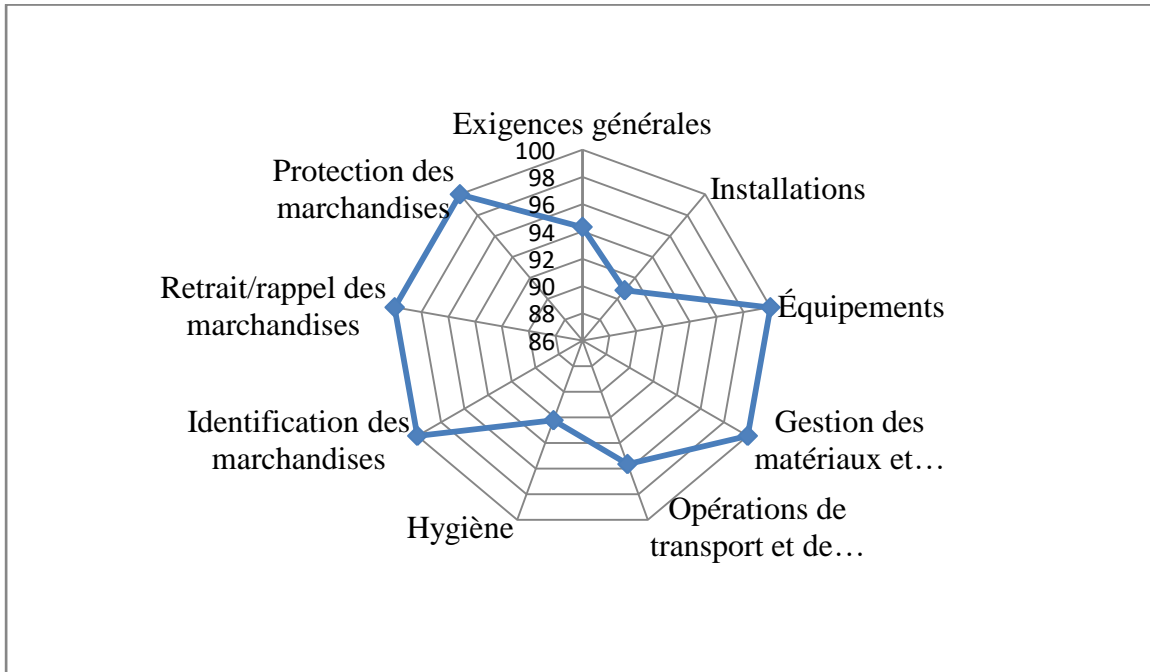 Exigences générales
100
98
96
94
92
90
88
86
Installations
Équipements
Gestion des
matériaux et…
Opérations de
transport et de…
Hygiène
Identification des
marchandises
Retrait/rappel des
marchandises
Protection des
marchandises